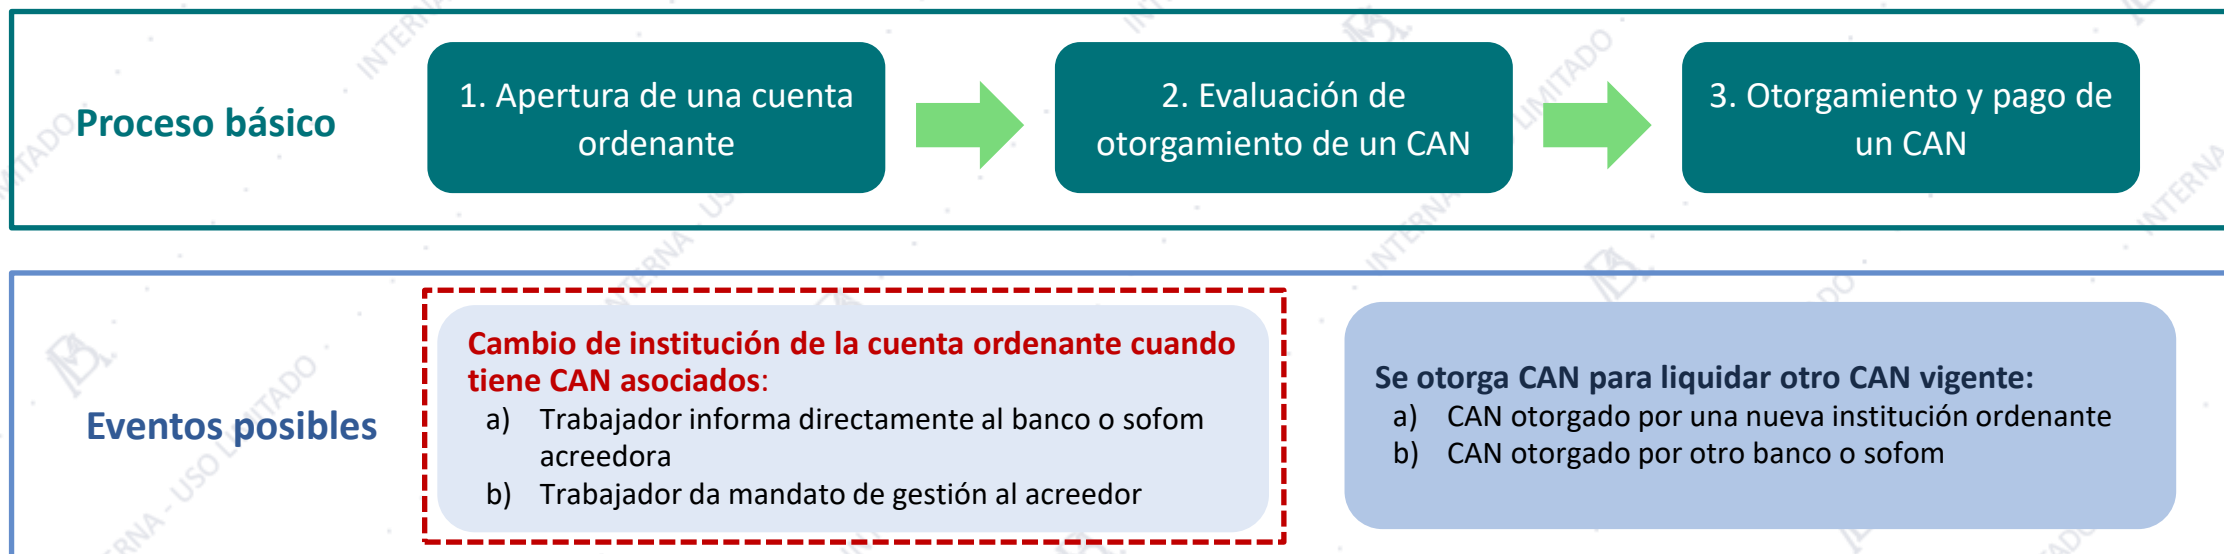 Proceso básico
1. Apertura de una cuenta
ordenante
2. Evaluación de
otorgamiento de un CAN
3. Otorgamiento y pago de
un CAN
Eventos posibles
Cambio de institución de la cuenta ordenante cuando
tiene CAN asociados:
a) Trabajador informa directamente al banco o sofom
acreedora
b) Trabajador da mandato de gestión al acreedor
Se otorga CAN para liquidar otro CAN vigente:
a) CAN otorgado por una nueva institución ordenante
b) CAN otorgado por otro banco o sofom